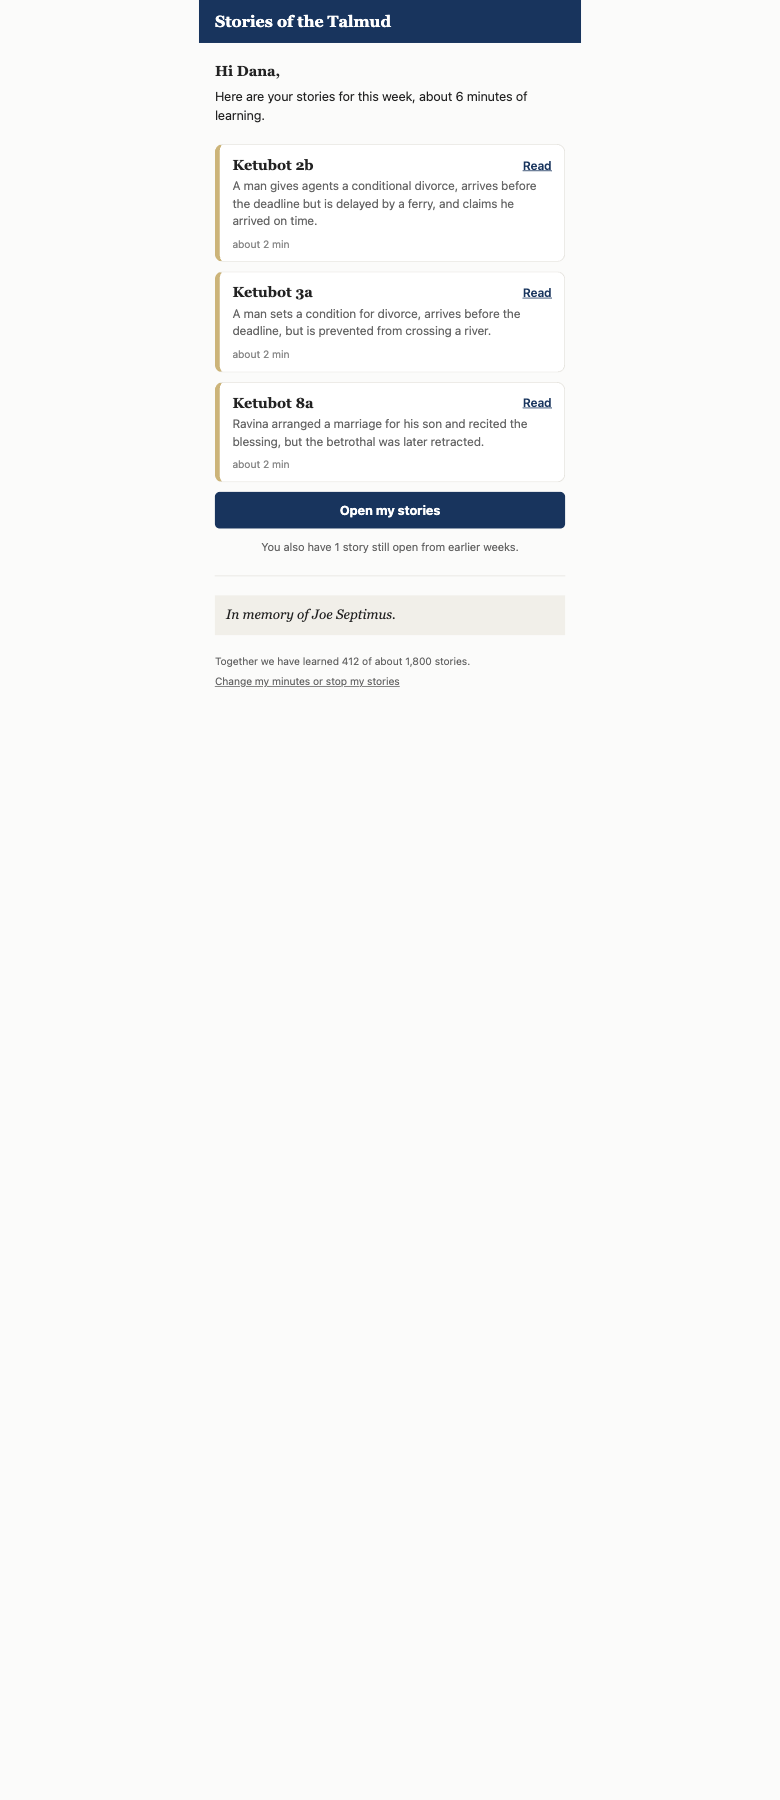 Stories of the Talmud
Hi Dana,
Here are your stories for this week, about 6 minutes of
learning.
Ketubot 2b
Read
A man gives agents a conditional divorce, arrives before
the deadline but is delayed by a ferry, and claims he
arrived on time.
about 2 min
Ketubot 3a
Read
A man sets a condition for divorce, arrives before the
deadline, but is prevented from crossing a river.
about 2 min
Ketubot 8a
Read
Ravina arranged a marriage for his son and recited the
blessing, but the betrothal was later retracted.
about 2 min
Open my stories
You also have 1 story still open from earlier weeks.
In memory of Joe Septimus.
Together we have learned 412 of about 1,800 stories.
Change my minutes or stop my stories